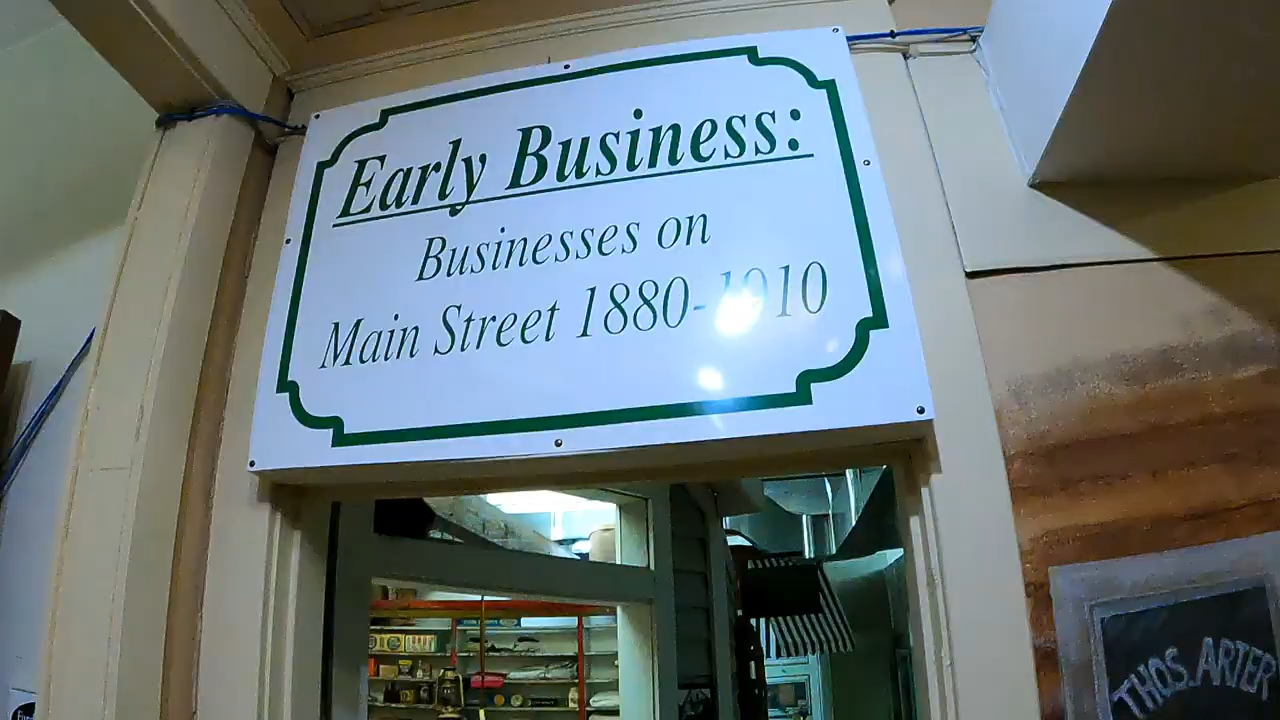 Early Business:
Businesses on
Main Street 1880-1910
THOS. ARTER